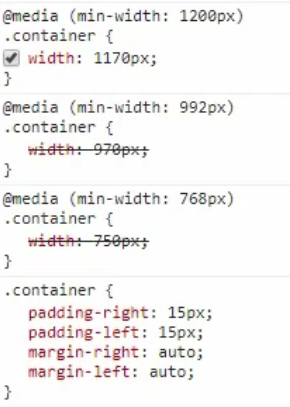 @media (min-width: 1200px)
.container {
width: 1170px;
}
@media (min-width: 992px)
.container {
width: 970px;
}
@media (min-width: 768px)
.container {
width: 750px;
}
.container {
padding-right: 15px;
padding-left: 15px;
margin-right: auto;
margin-left: auto;
}